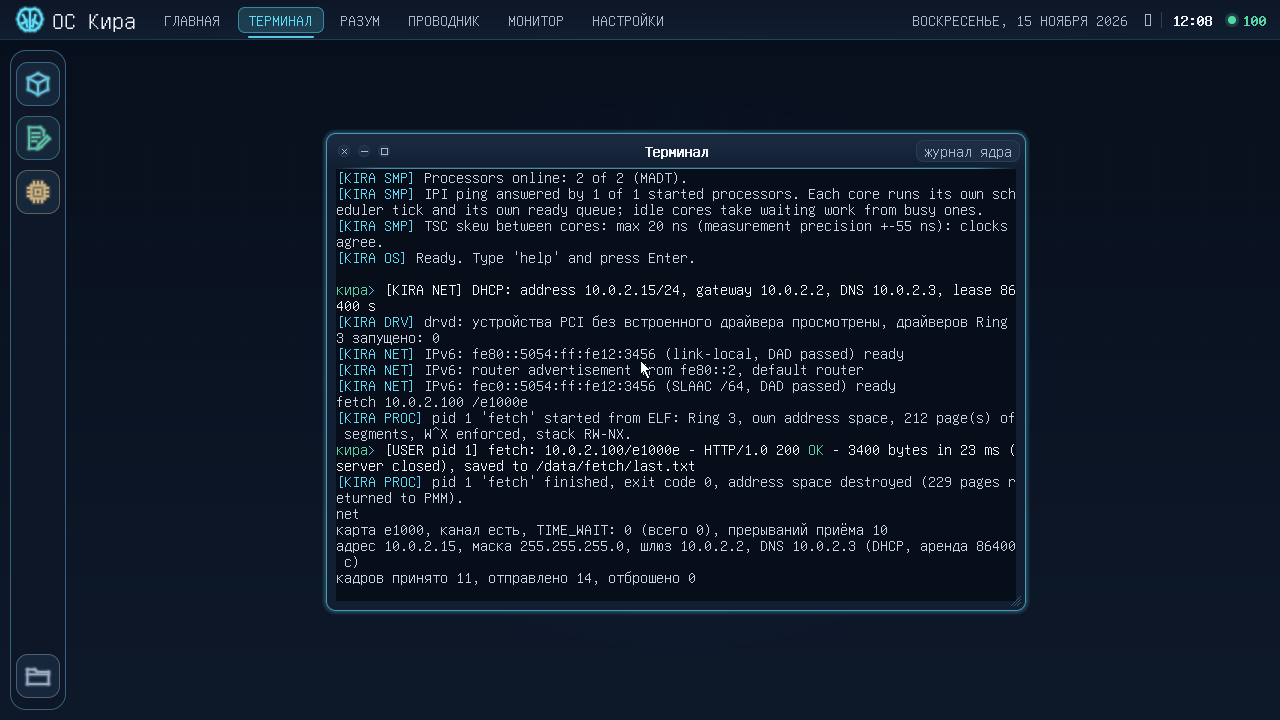 ОС Кира
ГЛАВНАЯ
ТЕРМИНАЛ
РАЗУМ
ПРОВОДНИК
МОНИТОР
НАСТРОЙКИ
ВОСКРЕСЕНЬЕ, 15 НОЯБРЯ 2026
12:08
100
Терминал
журнал ядра
[KIRA SMP] Processors online: 2 of 2 (MADT).
[KIRA SMP] IPI ping answered by 1 of 1 started processors. Each core runs its own sch
eduler tick and its own ready queue; idle cores take waiting work from busy ones.
[KIRA SMP] TSC skew between cores: max 20 ns (measurement precision +-55 ns): clocks
agree.
[KIRA OS] Ready. Type 'help' and press Enter.
кира> [KIRA NET] DHCP: address 10.0.2.15/24, gateway 10.0.2.2, DNS 10.0.2.3, lease 86
400 s
[KIRA DRV] drvd: устройства PCI без встроенного драйвера просмотрены, драйверов Ring
3 запущено: 0
[KIRA NET] IPv6: fe80::5054:ff:fe12:3456 (link-local, DAD passed) ready
[KIRA NET] IPv6: router advertisement from fe80::2, default router
[KIRA NET] IPv6: fec0::5054:ff:fe12:3456 (SLAAC /64, DAD passed) ready
fetch 10.0.2.100 /e1000e
[KIRA PROC] pid 1 'fetch' started from ELF: Ring 3, own address space, 212 page(s) of
segments, W^X enforced, stack RW-NX.
кира> [USER pid 1] fetch: 10.0.2.100/e1000e - HTTP/1.0 200 OK - 3400 bytes in 23 ms (
server closed), saved to /data/fetch/last.txt
[KIRA PROC] pid 1 'fetch' finished, exit code 0, address space destroyed (229 pages r
eturned to PMM).
net
карта e1000, канал есть, TIME_WAIT: 0 (всего 0), прерываний приёма 10
адрес 10.0.2.15, маска 255.255.255.0, шлюз 10.0.2.2, DNS 10.0.2.3 (DHCP, аренда 86400
с)
кадров принято 11, отправлено 14, отброшено 0